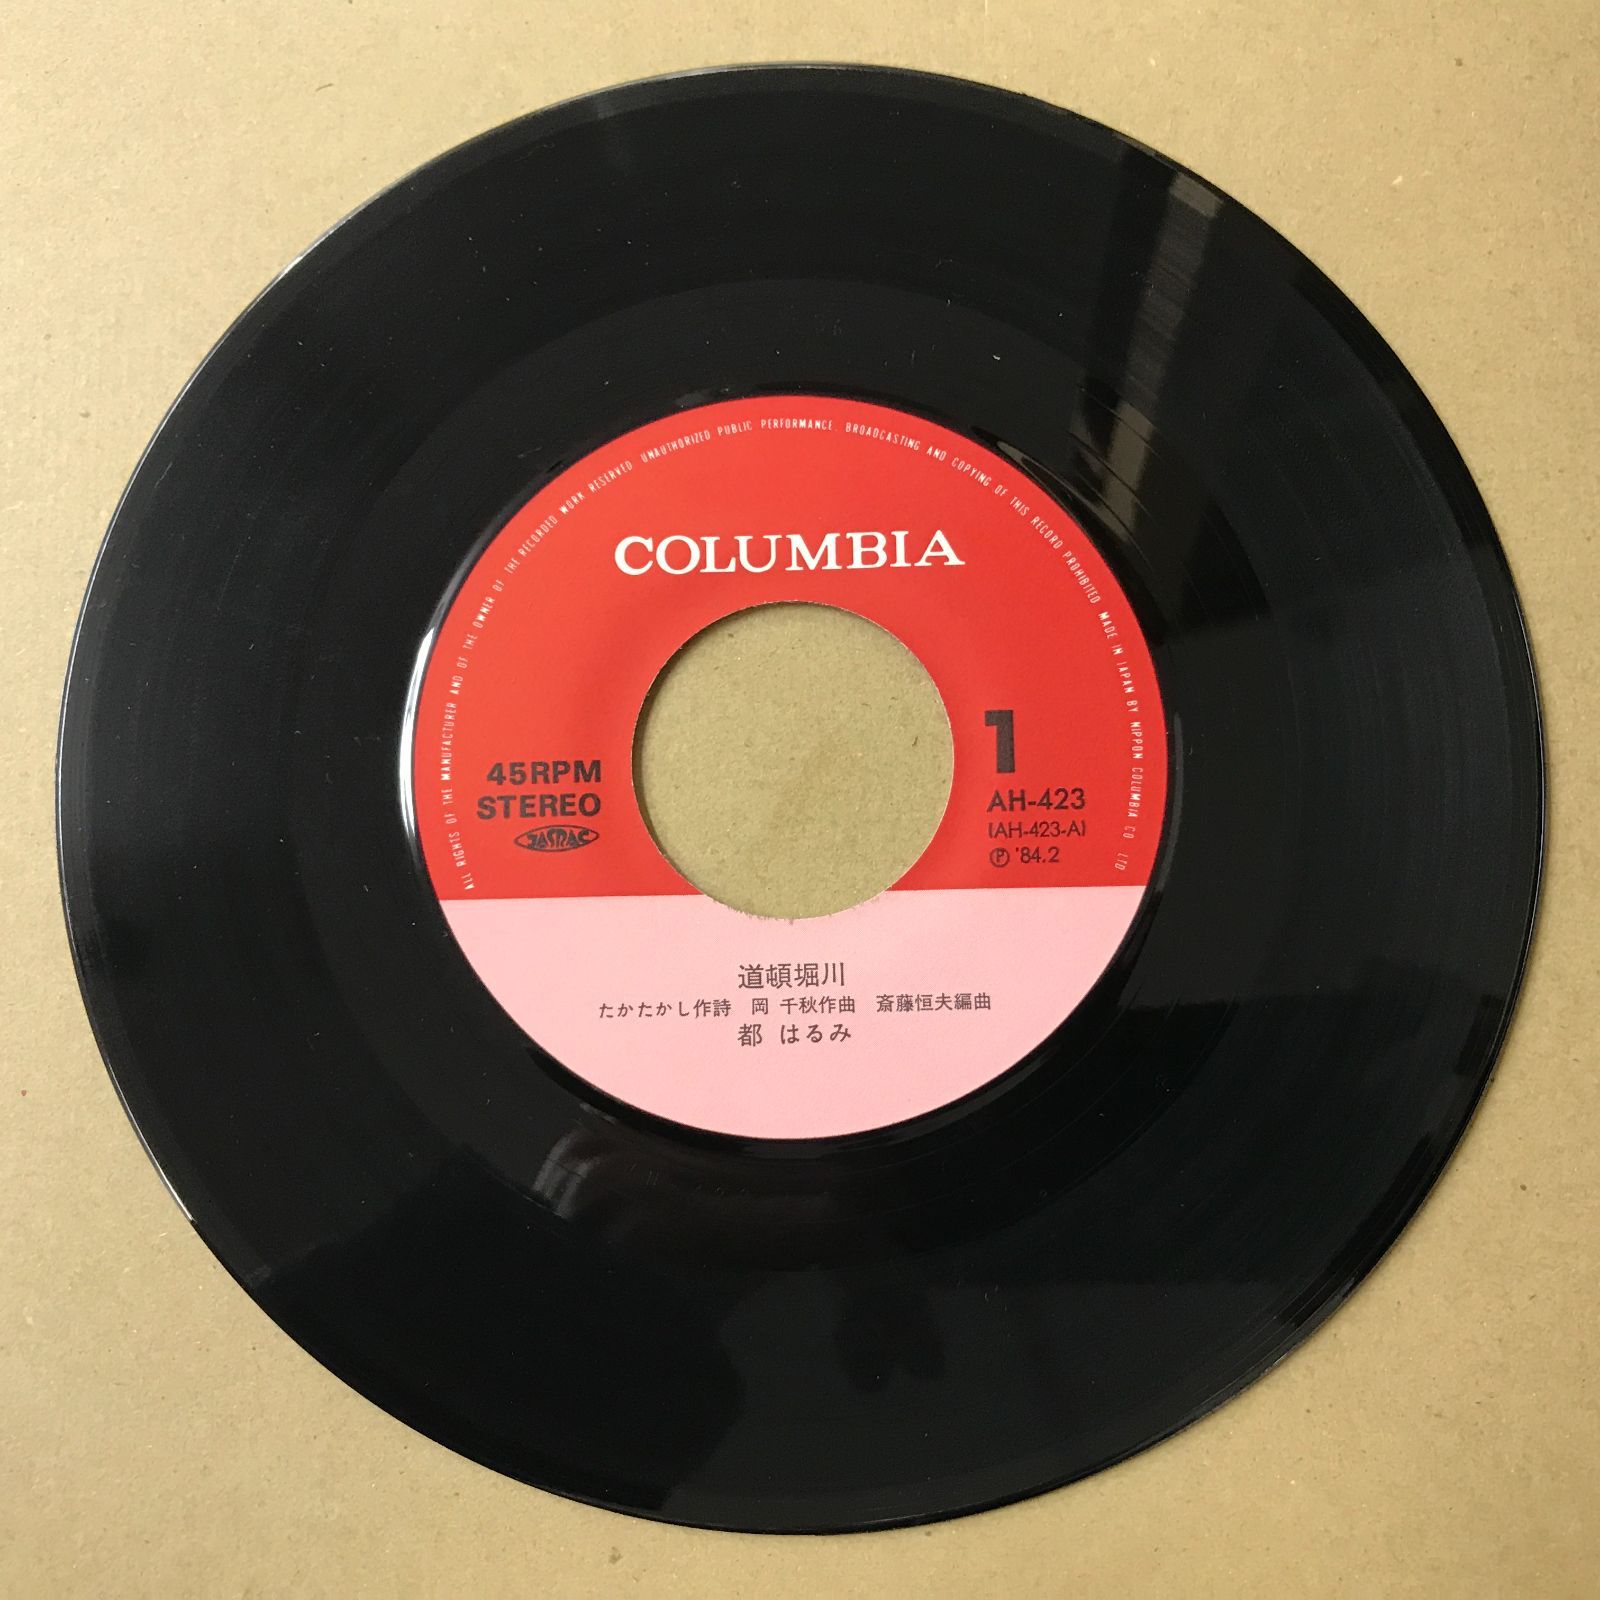 ALL RIGHTS OF THE MANUFACTURER AND OF THE OWNER OF THE RECORDED WORK RESERVED UNAUTHORIZED PUBLIC PERFORMANCE. BROADCASTING AND COPYING OF THIS RECORD PROHIBITED MADE IN JAPAN BY NIPPON COLUMBIA CO LTD
COLUMBIA
45RPM
STEREO
JASRAC
1
AH-423
(AH-423-A)
Ⓟ '84.2
道頓堀川
たかたかし作詩 岡 千秋作曲 斎藤恒夫編曲
都 はるみ